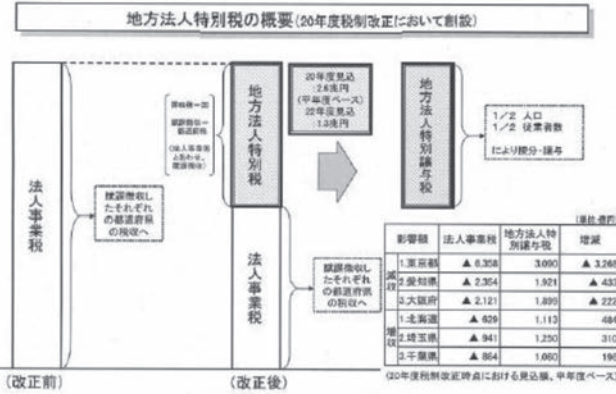 地方法人特別税の概要(20年度税制改正において創設)
法人事業税
賦課徴収し
たそれぞれ
の都道府県
の税収へ
(改正前)
課税権＝国
賦課徴収＝
都道府県
(法人事業税
とあわせ、
賦課徴収)
地方法人特別税
法人事業税
賦課徴収し
たそれぞれ
の都道府県
の税収へ
(改正後)
20年度見込
:2.6兆円
(平年度ベース)
22年度見込
:1.3兆円
地方法人特別譲与税
1/2 人口
1/2 従業者数
により按分・譲与
(単位:億円)
影響額 法人事業税 地方法人特別譲与税 増減
減収
1.東京都 ▲ 6,358 3,090 ▲ 3,268
2.愛知県 ▲ 2,354 1,921 ▲ 433
3.大阪府 ▲ 2,121 1,899 ▲ 222
増収
1.北海道 ▲ 629 1,113 484
2.埼玉県 ▲ 941 1,250 310
3.千葉県 ▲ 864 1,060 196
(20年度税制改正時点における見込額、平年度ベース)